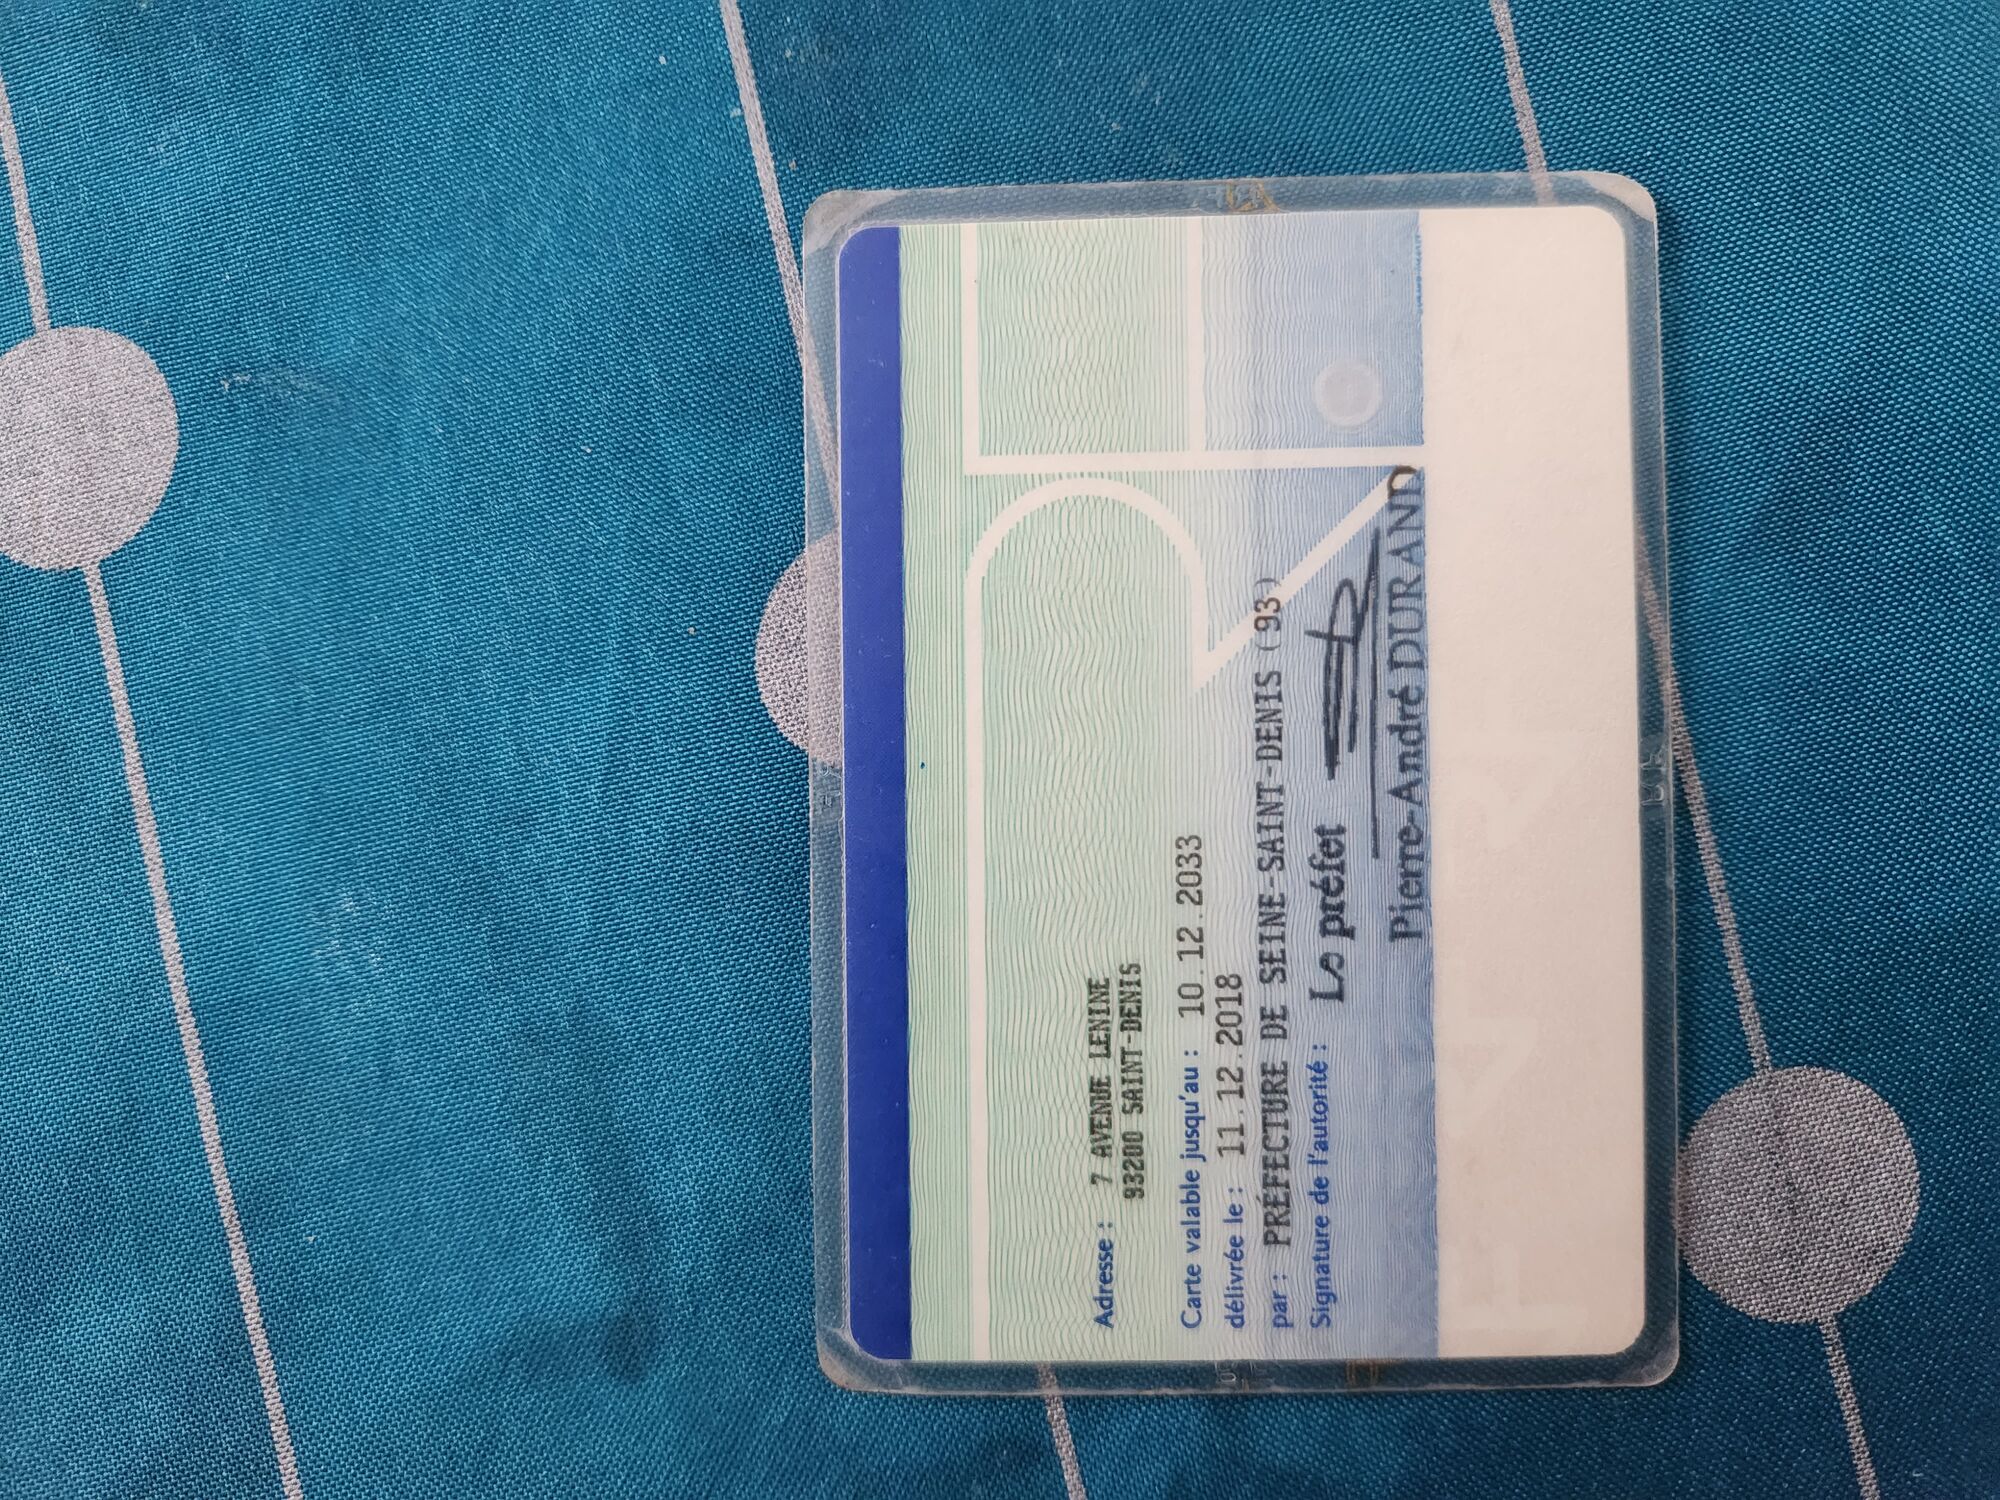 Adresse : 7 AVENUE LENINE
93200 SAINT-DENIS
Carte valable jusqu'au : 10.12.2033
délivrée le : 11.12.2018
par : PRÉFECTURE DE SEINE-SAINT-DENIS (93)
Signature de l'autorité : Le préfet
Pierre-André DURAND